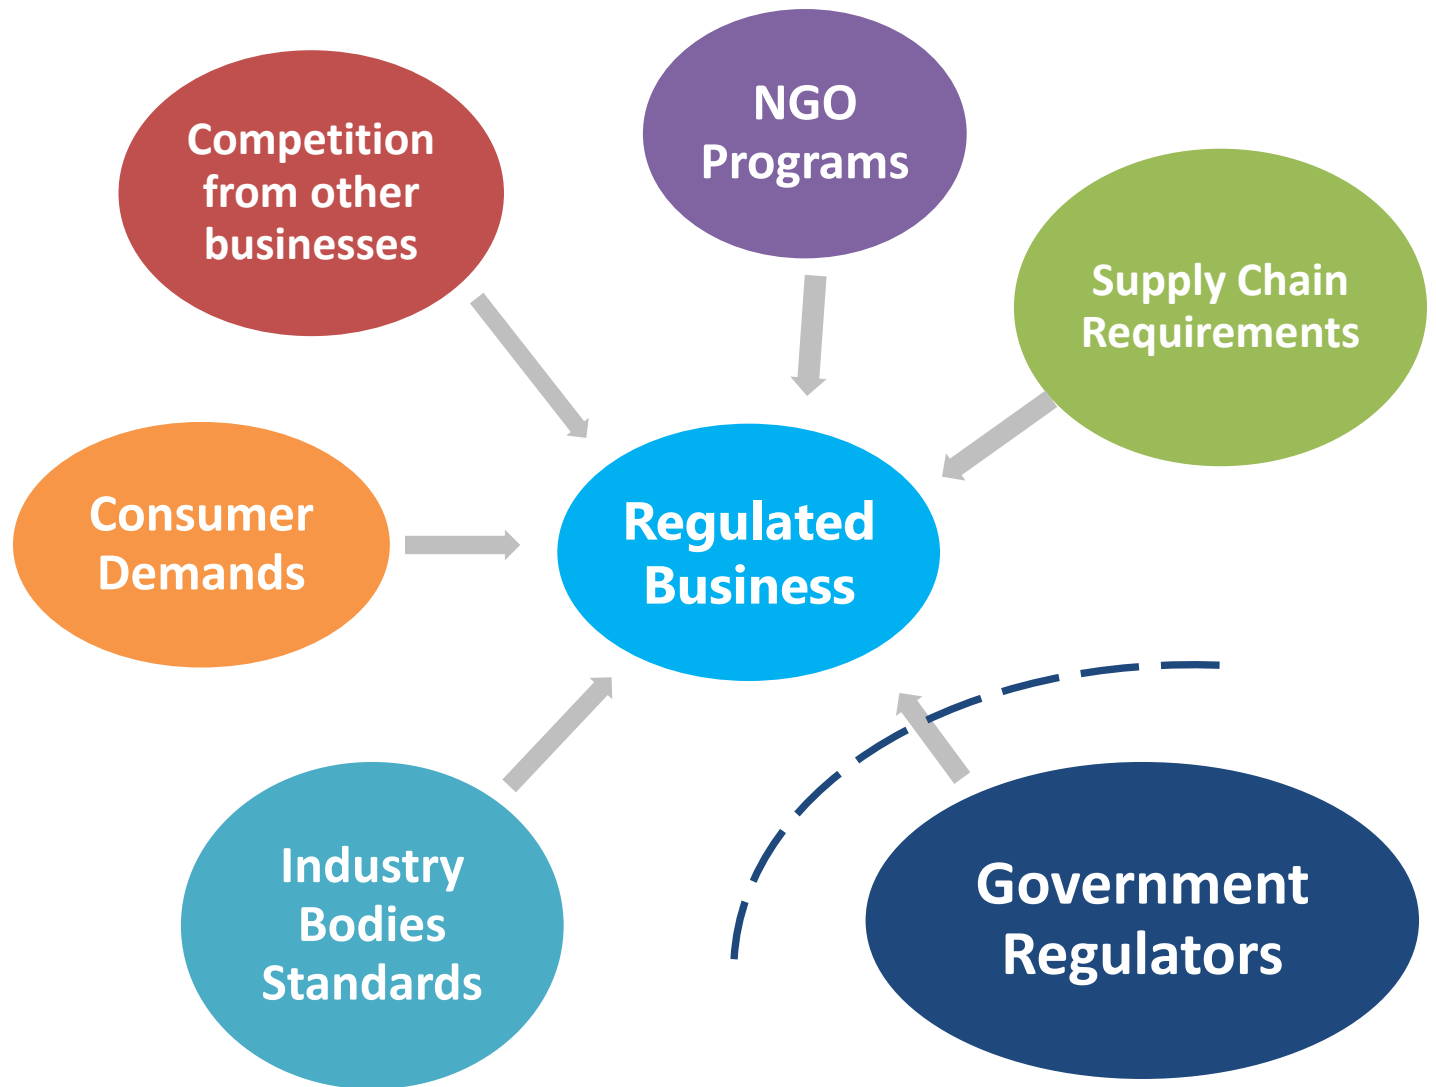 Competition
from other
businesses
NGO
Programs
Supply Chain
Requirements
Consumer
Demands
Regulated
Business
Industry
Bodies
Standards
Government
Regulators